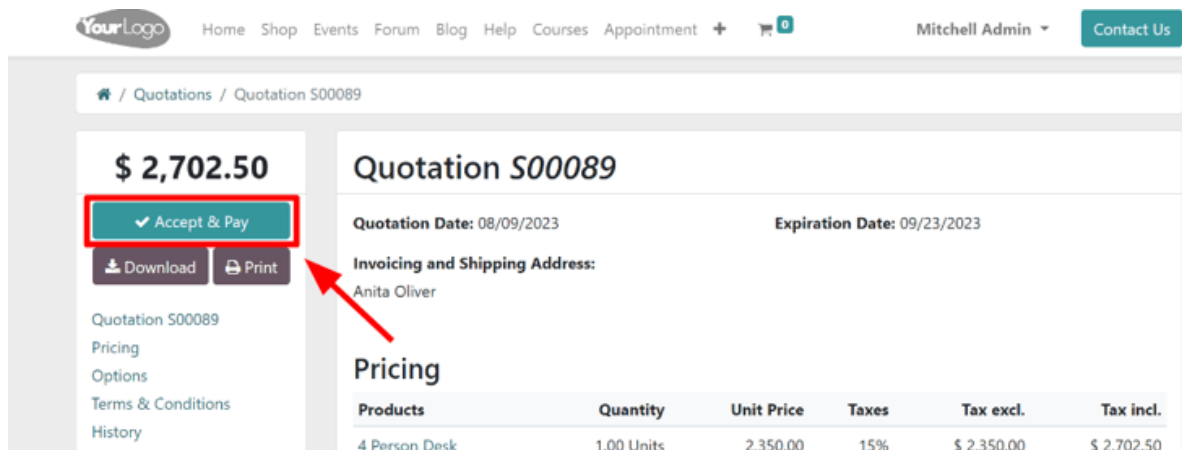 YourLogo Home Shop Events Forum Blog Help Courses Appointment + 0 Mitchell Admin Contact Us
/ Quotations / Quotation S00089
$ 2,702.50
Accept & Pay
Download Print
Quotation S00089
Pricing
Options
Terms & Conditions
History
Quotation S00089
Quotation Date: 08/09/2023 Expiration Date: 09/23/2023
Invoicing and Shipping Address:
Anita Oliver
Pricing
Products Quantity Unit Price Taxes Tax excl. Tax incl.
4 Person Desk 1.00 Units 2,350.00 15% $ 2,350.00 $ 2,702.50